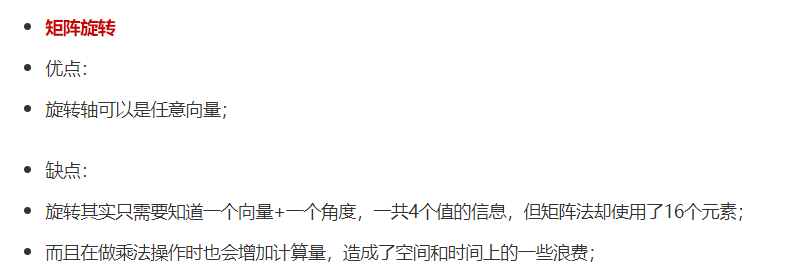 矩阵旋转
优点：
旋转轴可以是任意向量；
缺点：
旋转其实只需要知道一个向量+一个角度，一共4个值的信息，但矩阵法却使用了16个元素；
而且在做乘法操作时也会增加计算量，造成了空间和时间上的一些浪费；